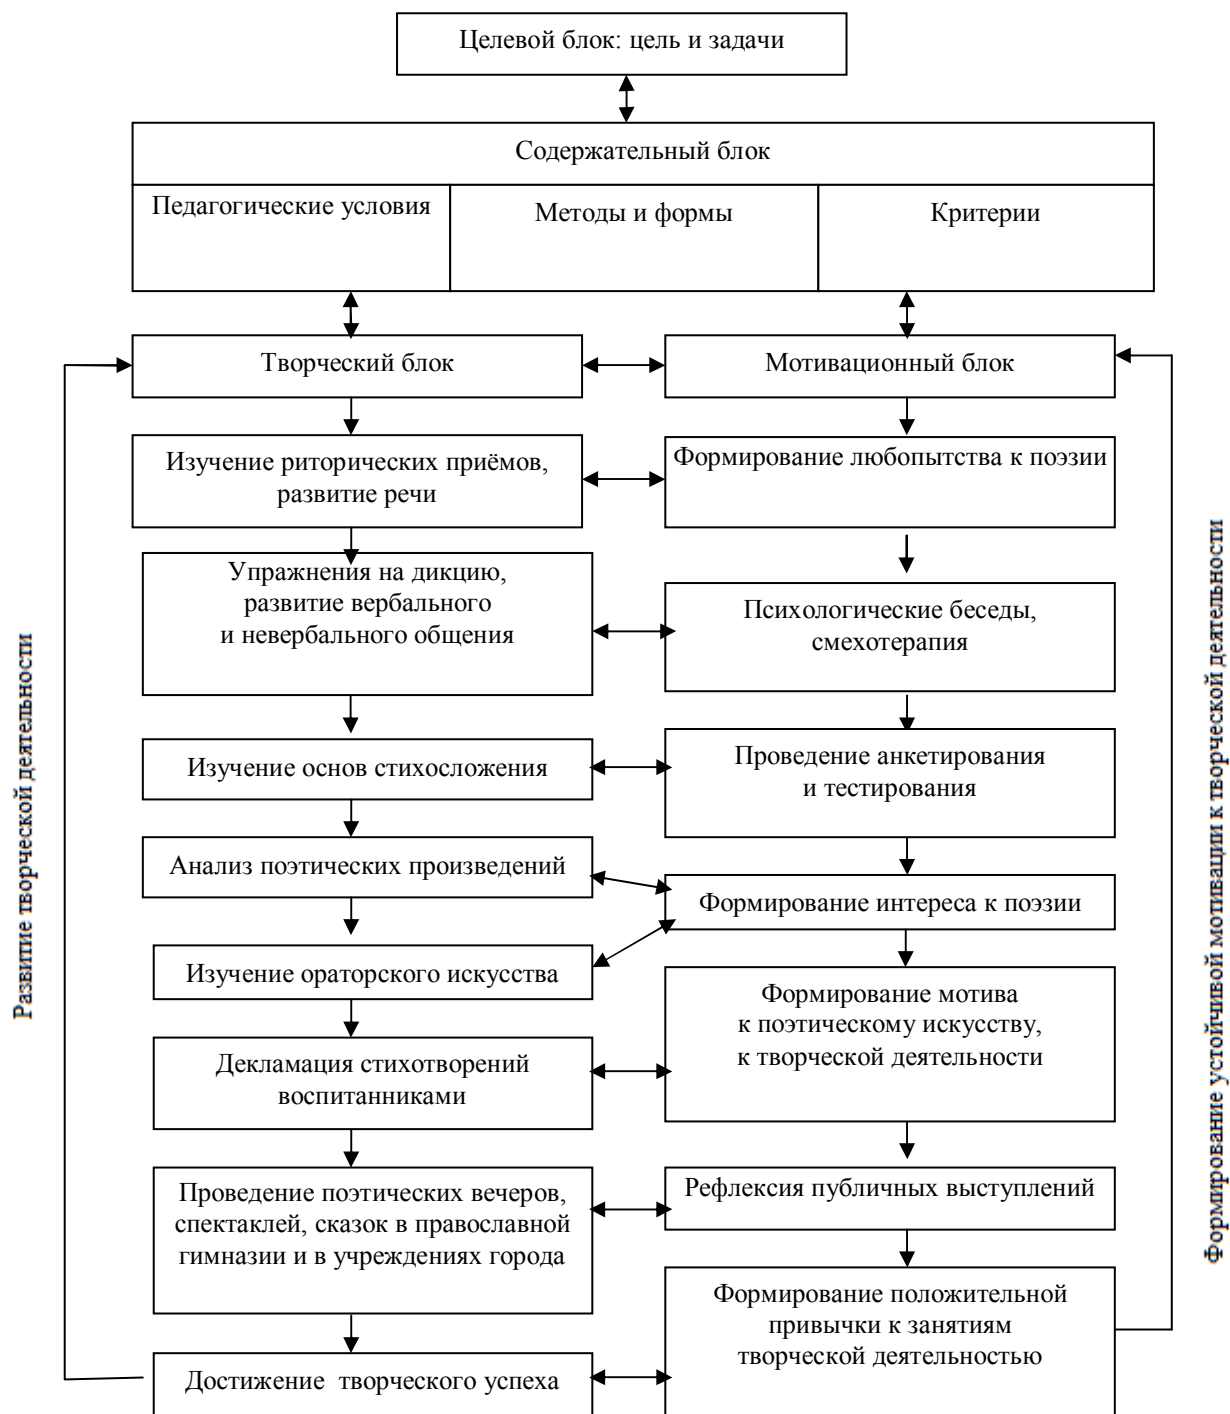 Целевой блок: цель и задачи
Содержательный блок
Педагогические условия
Методы и формы
Критерии
Творческий блок
Мотивационный блок
Изучение риторических приёмов,
развитие речи
Формирование любопытства к поэзии
Упражнения на дикцию,
развитие вербального
и невербального общения
Психологические беседы,
смехотерапия
Изучение основ стихосложения
Проведение анкетирования
и тестирования
Анализ поэтических произведений
Формирование интереса к поэзии
Изучение ораторского искусства
Формирование мотива
к поэтическому искусству,
к творческой деятельности
Декламация стихотворений
воспитанниками
Проведение поэтических вечеров,
спектаклей, сказок в православной
гимназии и в учреждениях города
Рефлексия публичных выступлений
Формирование положительной
привычки к занятиям
творческой деятельностью
Достижение творческого успеха
Развитие творческой деятельности
Формирование устойчивой мотивации к творческой деятельности